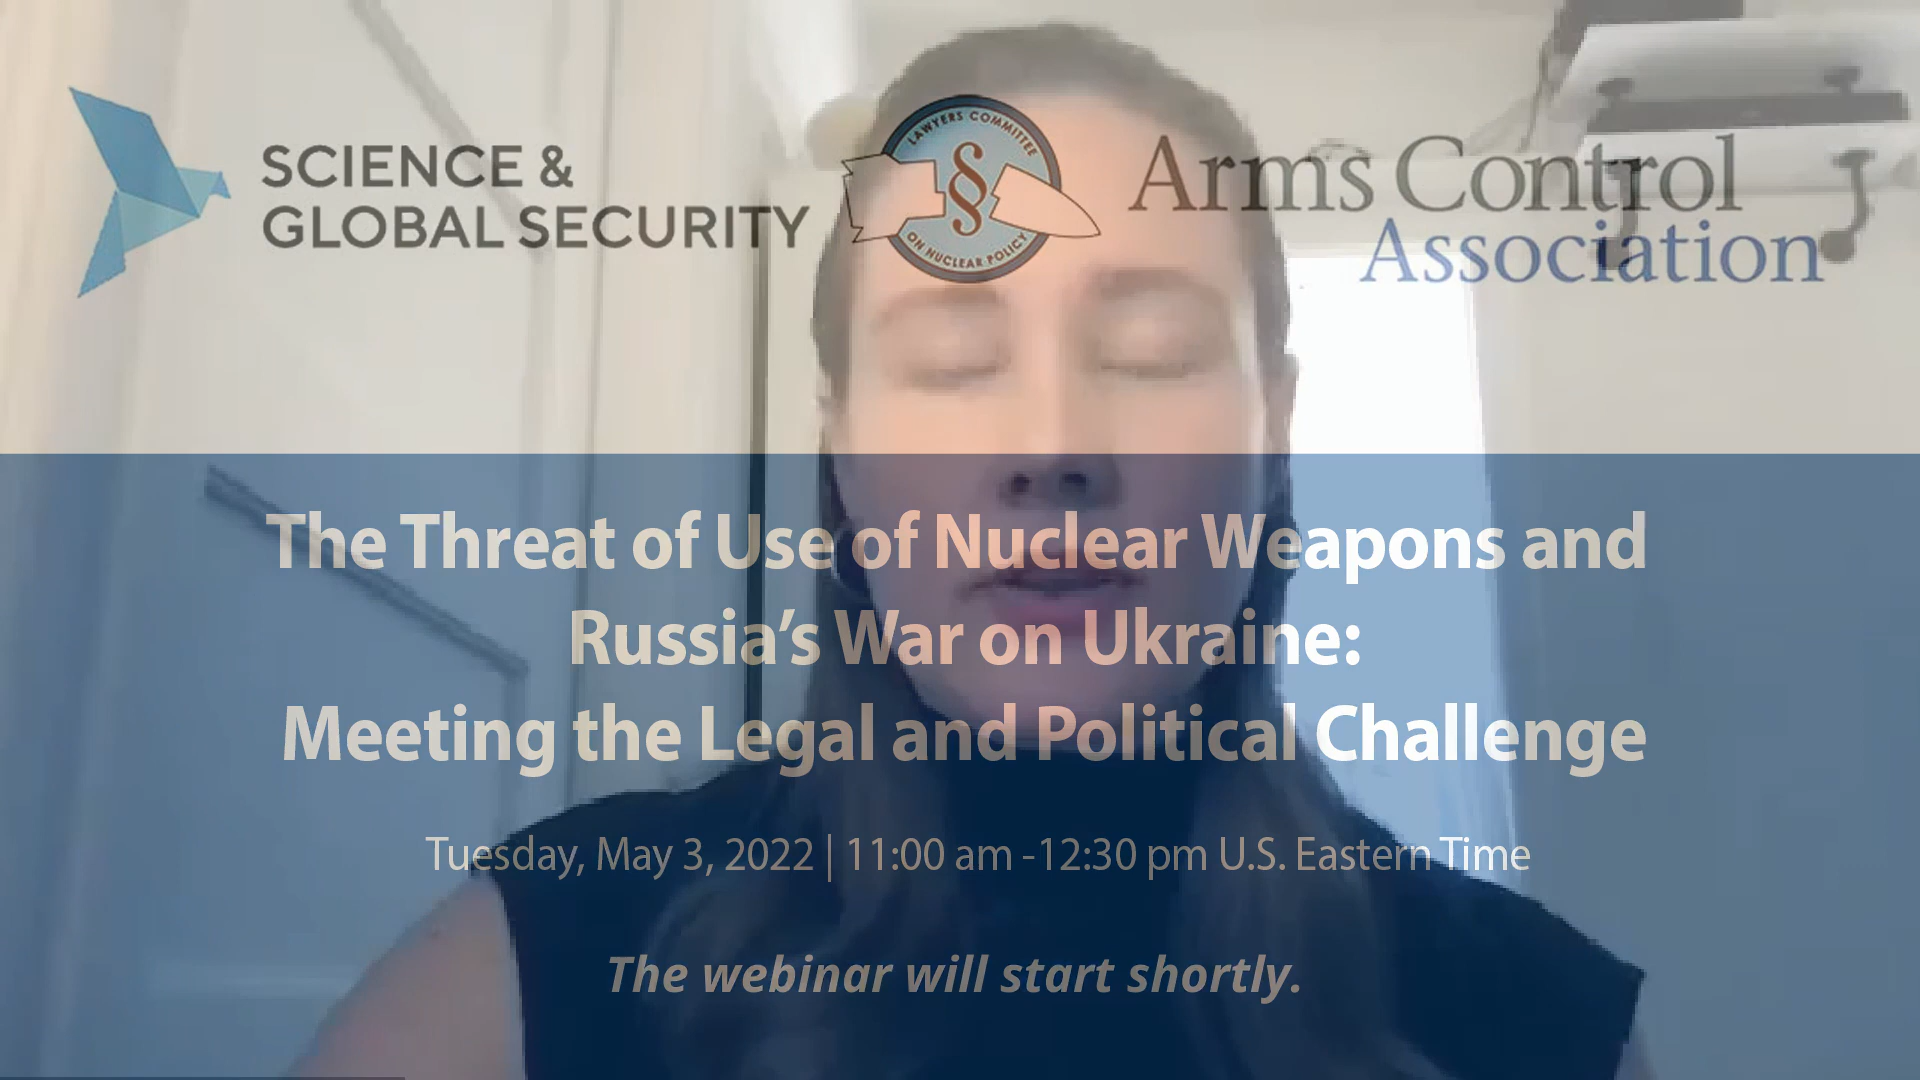 SCIENCE &
GLOBAL SECURITY
LAWYERS COMMITTEE
ON NUCLEAR POLICY
§
Arms Control
Association
The Threat of Use of Nuclear Weapons and
Russia’s War on Ukraine:
Meeting the Legal and Political Challenge
Tuesday, May 3, 2022 | 11:00 am -12:30 pm U.S. Eastern Time
The webinar will start shortly.